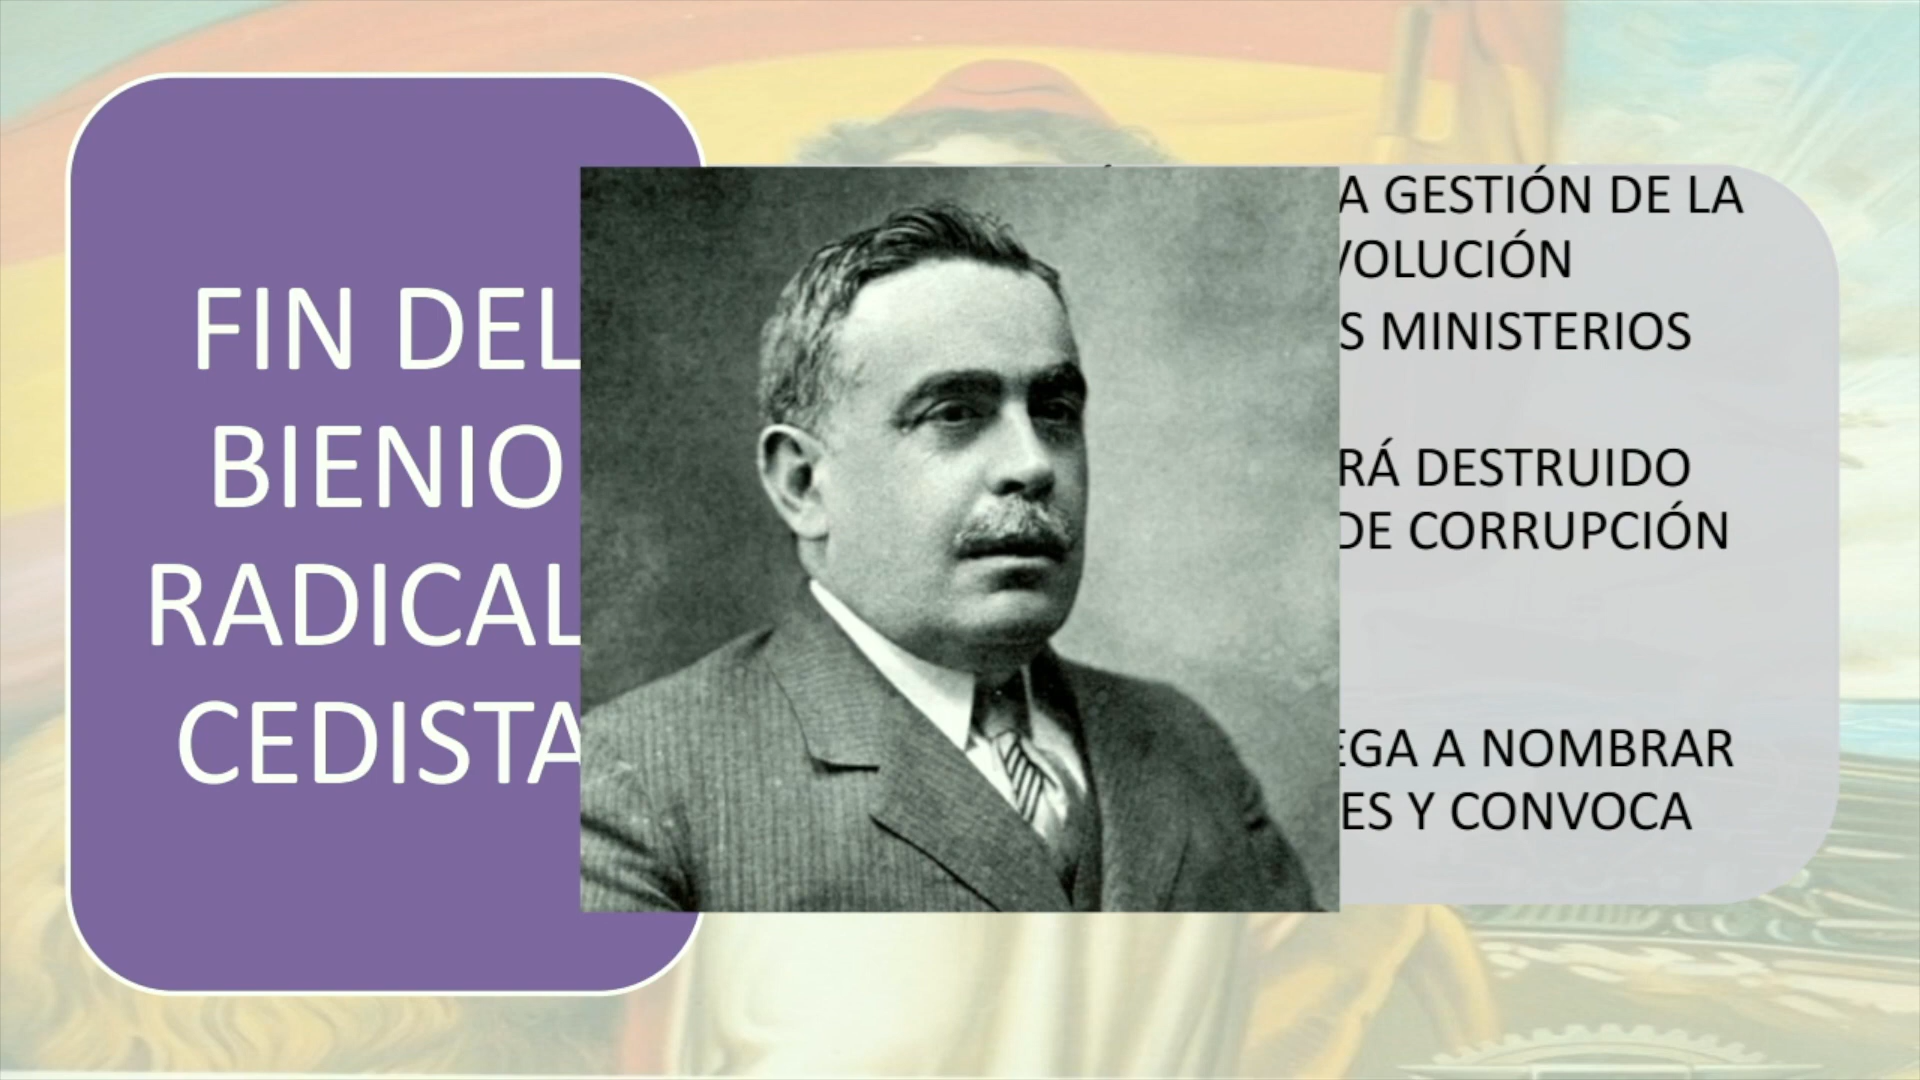 FIN DEL
BIENIO
RADICAL
CEDISTA
A GESTIÓN DE LA
VOLUCIÓN
S MINISTERIOS
RÁ DESTRUIDO
DE CORRUPCIÓN
EGA A NOMBRAR
ES Y CONVOCA